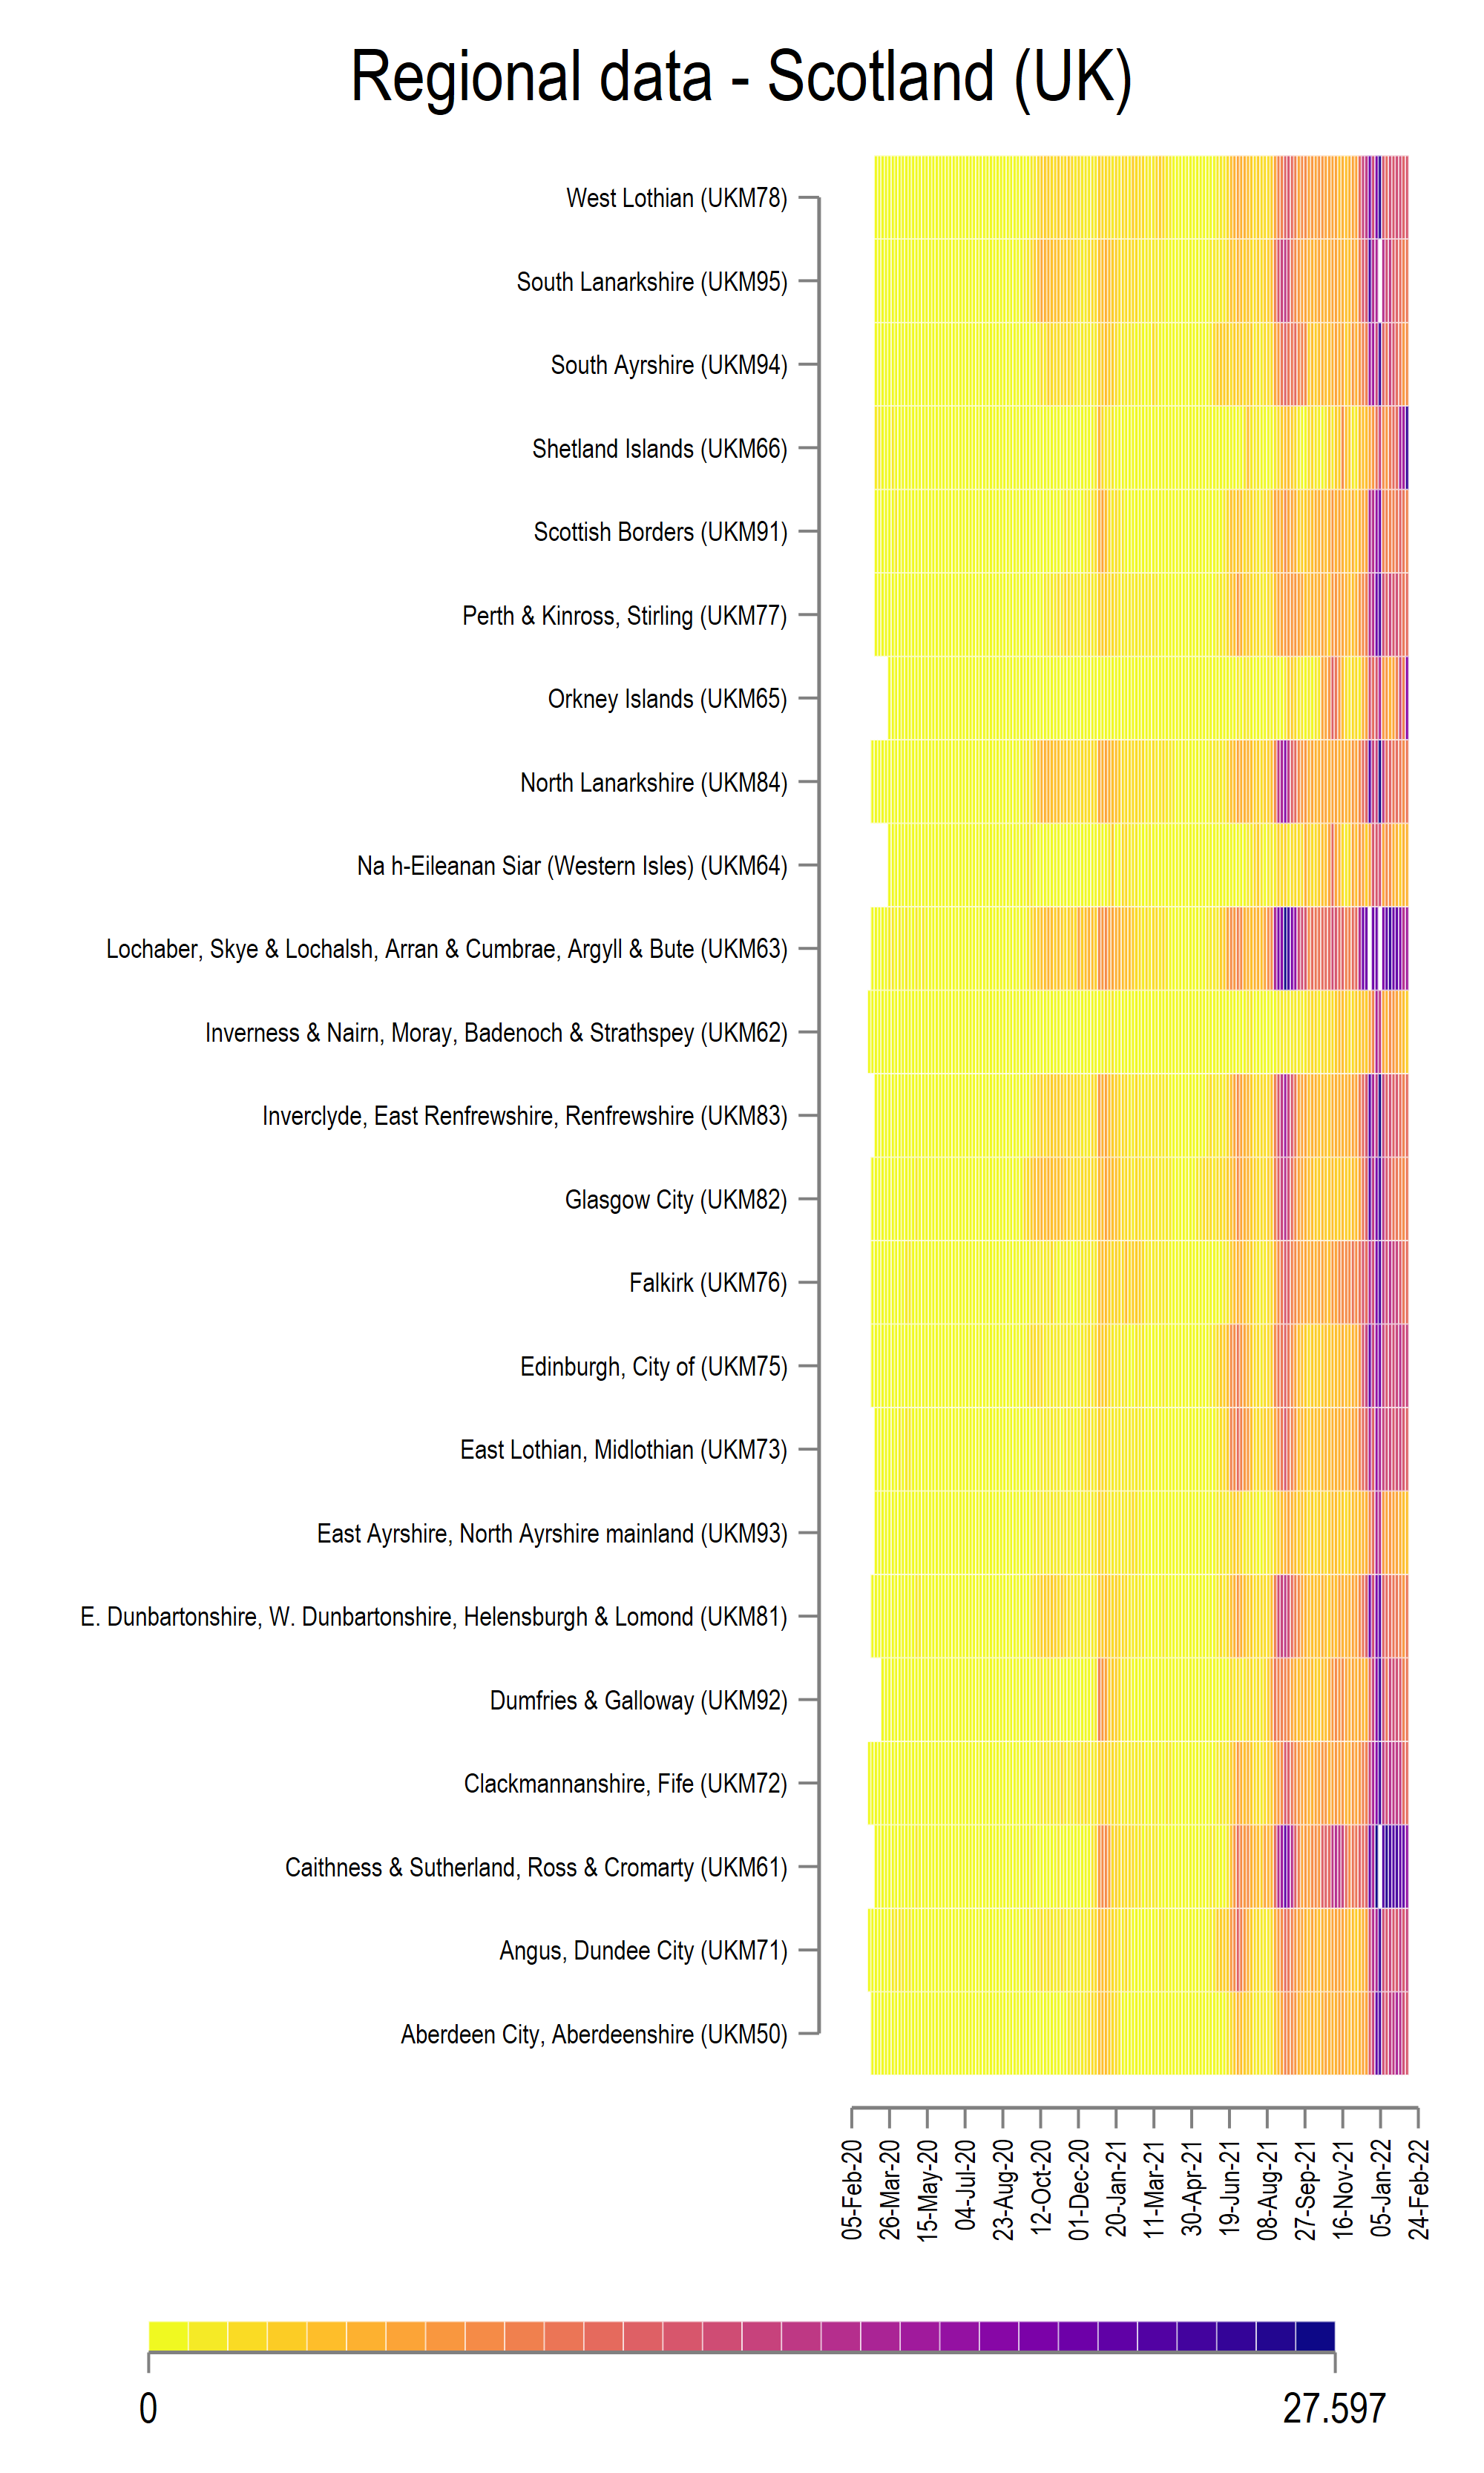 Regional data - Scotland (UK)
West Lothian (UKM78)
South Lanarkshire (UKM95)
South Ayrshire (UKM94)
Shetland Islands (UKM66)
Scottish Borders (UKM91)
Perth & Kinross, Stirling (UKM77)
Orkney Islands (UKM65)
North Lanarkshire (UKM84)
Na h-Eileanan Siar (Western Isles) (UKM64)
Lochaber, Skye & Lochalsh, Arran & Cumbrae, Argyll & Bute (UKM63)
Inverness & Nairn, Moray, Badenoch & Strathspey (UKM62)
Inverclyde, East Renfrewshire, Renfrewshire (UKM83)
Glasgow City (UKM82)
Falkirk (UKM76)
Edinburgh, City of (UKM75)
East Lothian, Midlothian (UKM73)
East Ayrshire, North Ayrshire mainland (UKM93)
E. Dunbartonshire, W. Dunbartonshire, Helensburgh & Lomond (UKM81)
Dumfries & Galloway (UKM92)
Clackmannanshire, Fife (UKM72)
Caithness & Sutherland, Ross & Cromarty (UKM61)
Angus, Dundee City (UKM71)
Aberdeen City, Aberdeenshire (UKM50)
05-Feb-20
26-Mar-20
15-May-20
04-Jul-20
23-Aug-20
12-Oct-20
01-Dec-20
20-Jan-21
11-Mar-21
30-Apr-21
19-Jun-21
08-Aug-21
27-Sep-21
16-Nov-21
05-Jan-22
24-Feb-22
0
27.597